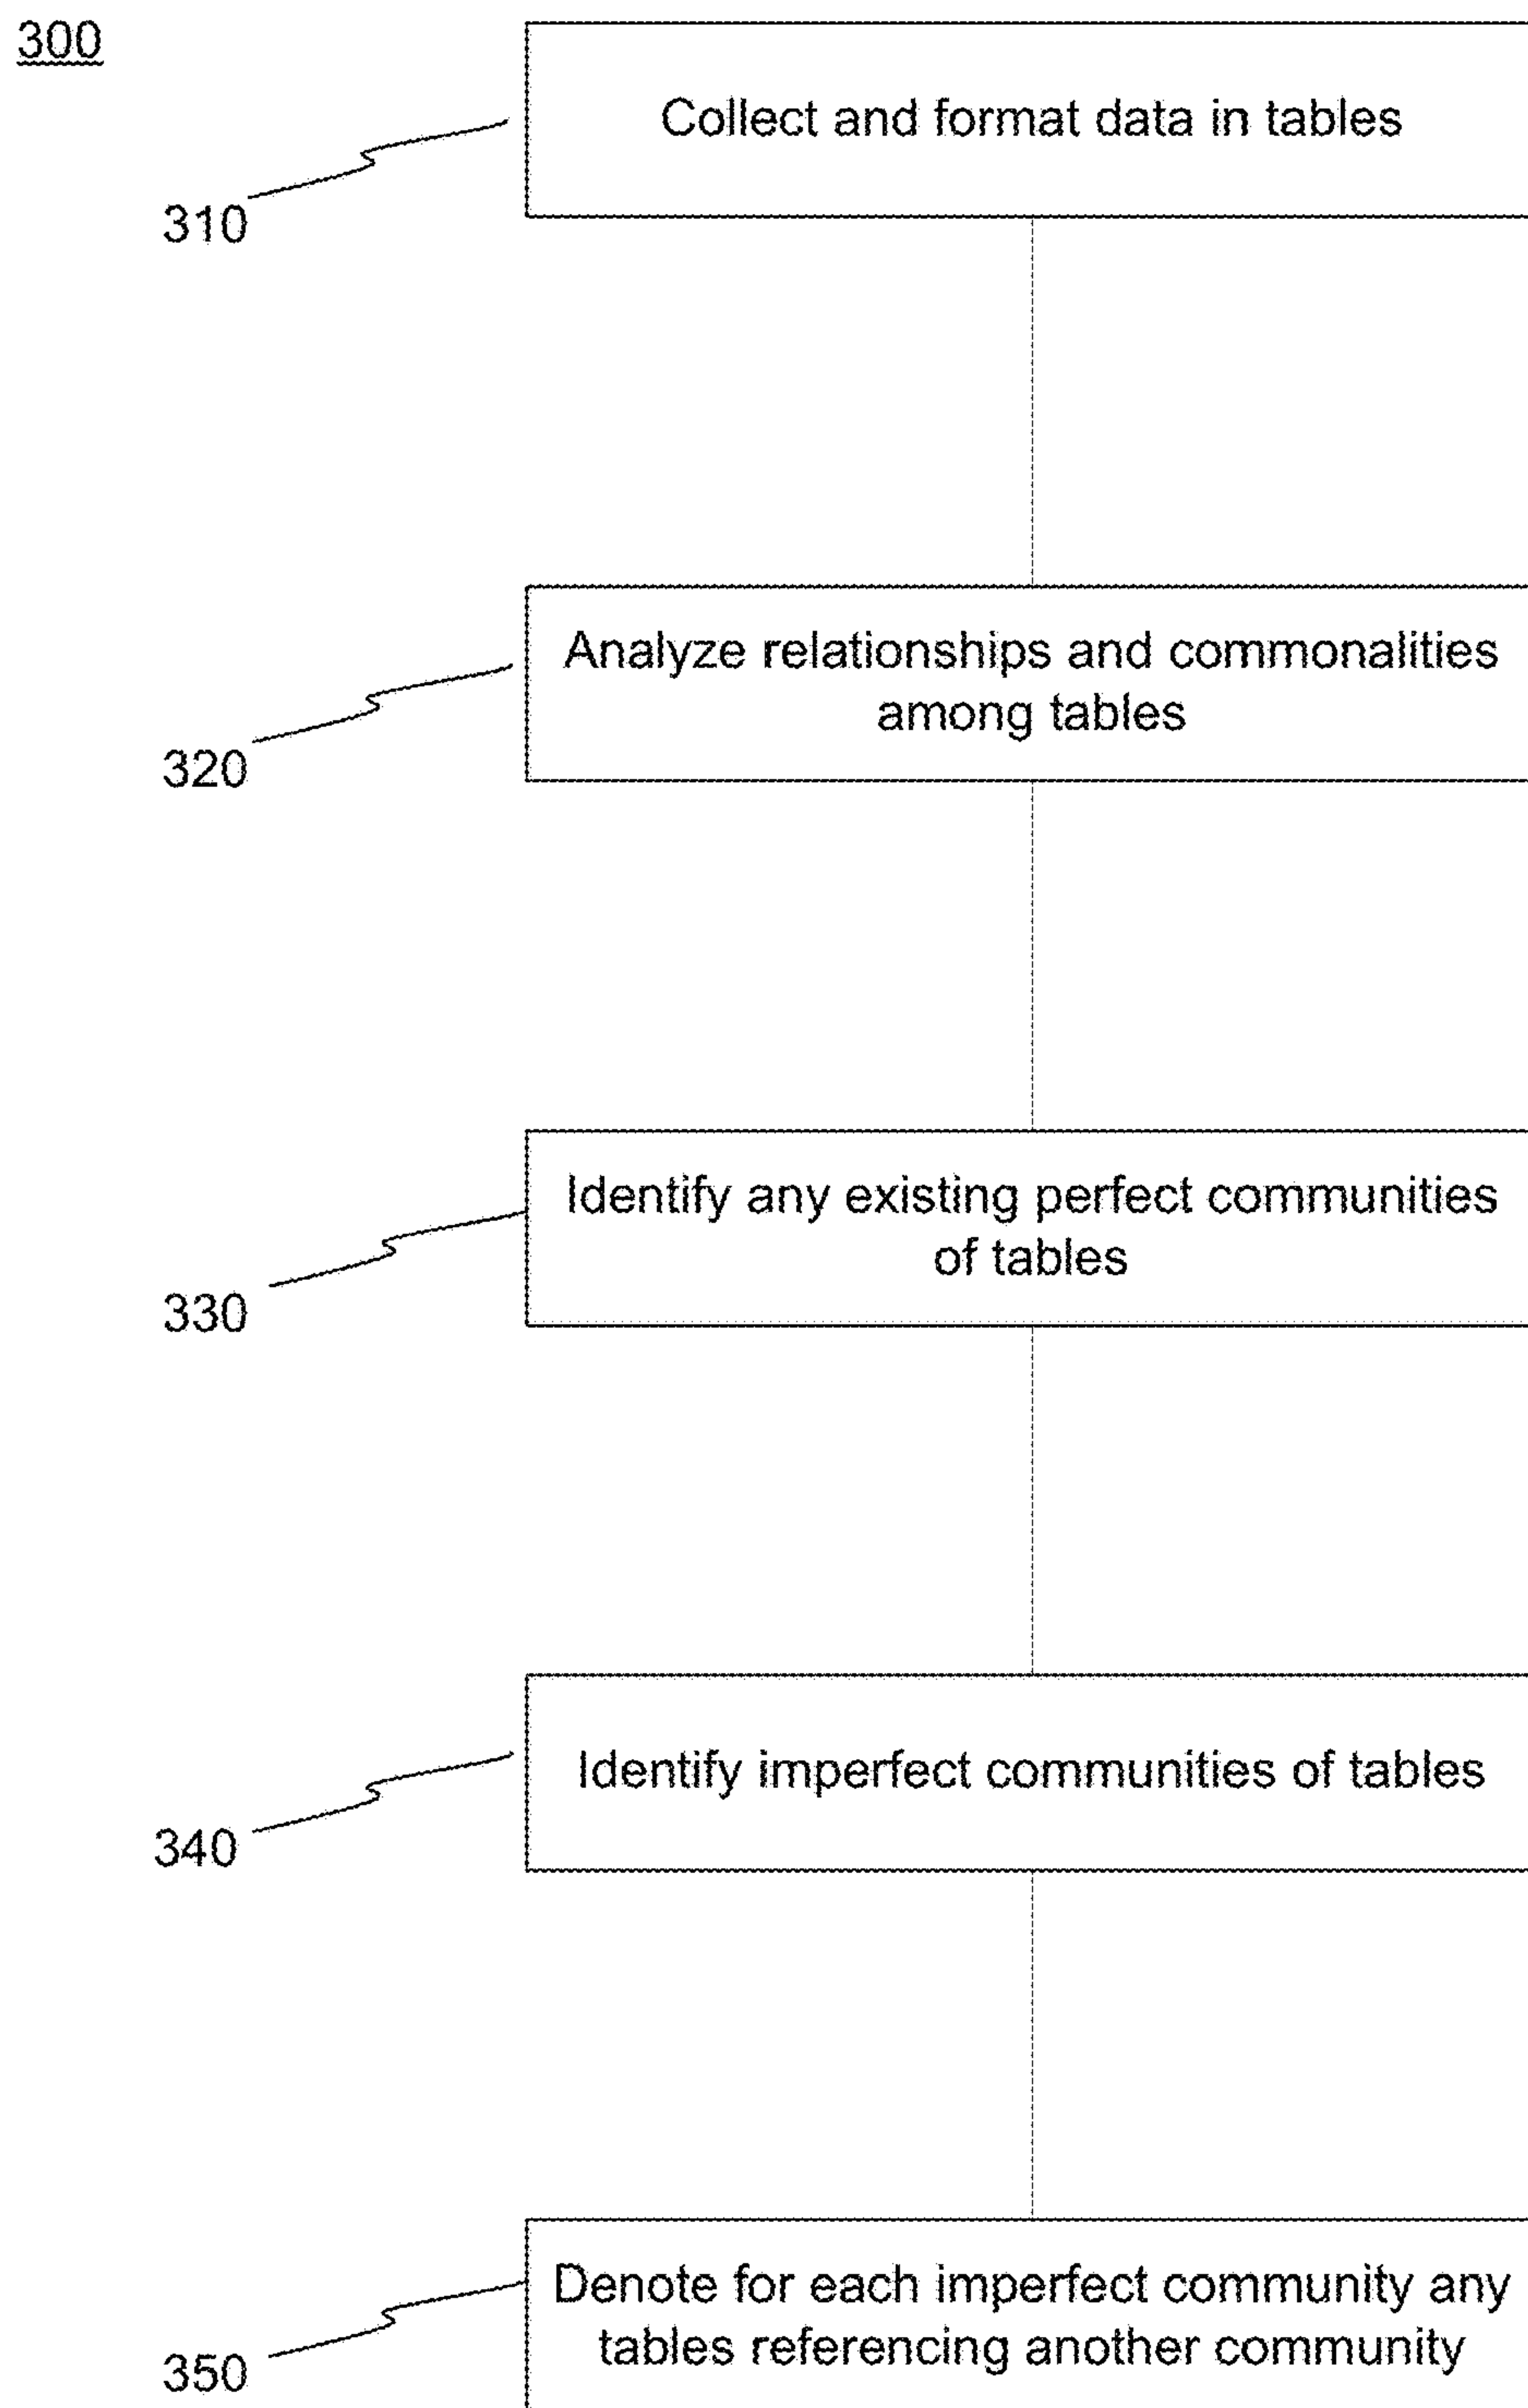 300
Collect and format data in tables
310
Analyze relationships and commonalities
among tables
320
Identify any existing perfect communities
of tables
330
Identify imperfect communities of tables
340
Denote for each imperfect community any
tables referencing another community
350